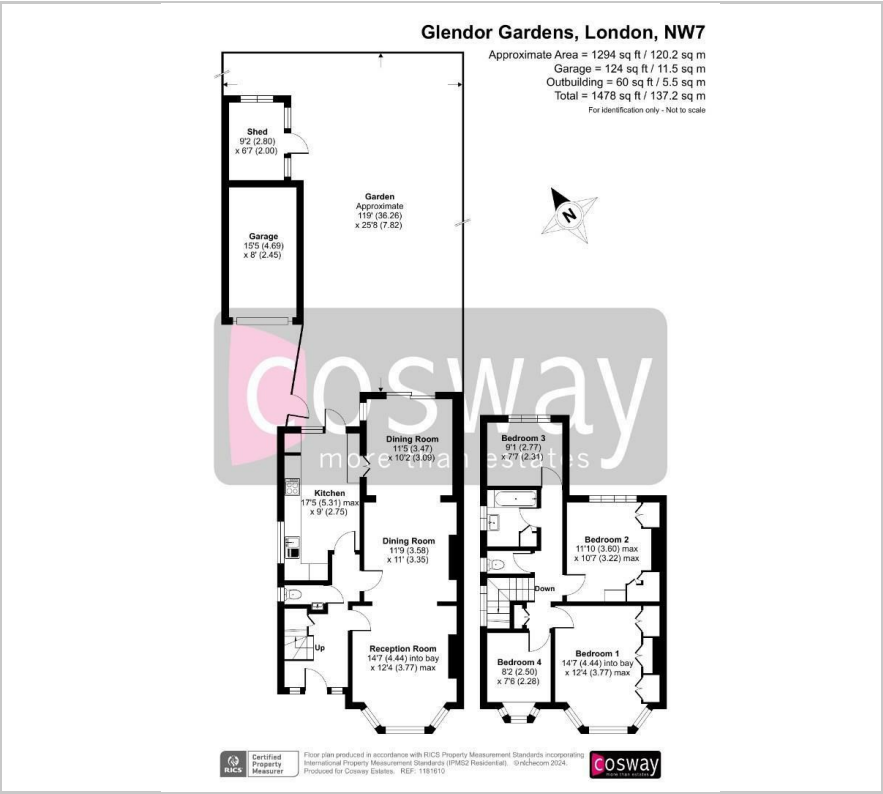 Glendor Gardens, London, NW7
Approximate Area = 1294 sq ft / 120.2 sq m
Garage = 124 sq ft / 11.5 sq m
Outbuilding = 60 sq ft / 5.5 sq m
Total = 1478 sq ft / 137.2 sq m
For identification only - Not to scale
Shed
9'2 (2.80)
x 6'7 (2.00)
Garden
Approximate
119' (36.26)
x 25'8 (7.82)
N
Garage
15'5 (4.69)
x 8' (2.45)
cosway
more than estates
Dining Room
11'5 (3.47)
x 10'2 (3.09)
Bedroom 3
9'1 (2.77)
x 7'7 (2.31)
Kitchen
17'5 (5.31) max
x 9' (2.75)
Dining Room
11'9 (3.58)
x 11' (3.35)
Bedroom 2
11'10 (3.60) max
x 10'7 (3.22) max
Down
Up
Reception Room
14'7 (4.44) into bay
x 12'4 (3.77) max
Bedroom 4
8'2 (2.50)
x 7'6 (2.28)
Bedroom 1
14'7 (4.44) into bay
x 12'4 (3.77) max
RICS
Certified
Property
Measurer
Floor plan produced in accordance with RICS Property Measurement Standards incorporating
International Property Measurement Standards (IPMS2 Residential). © nichecom 2024.
Produced for Cosway Estates. REF: 1161610
cosway
more than estates